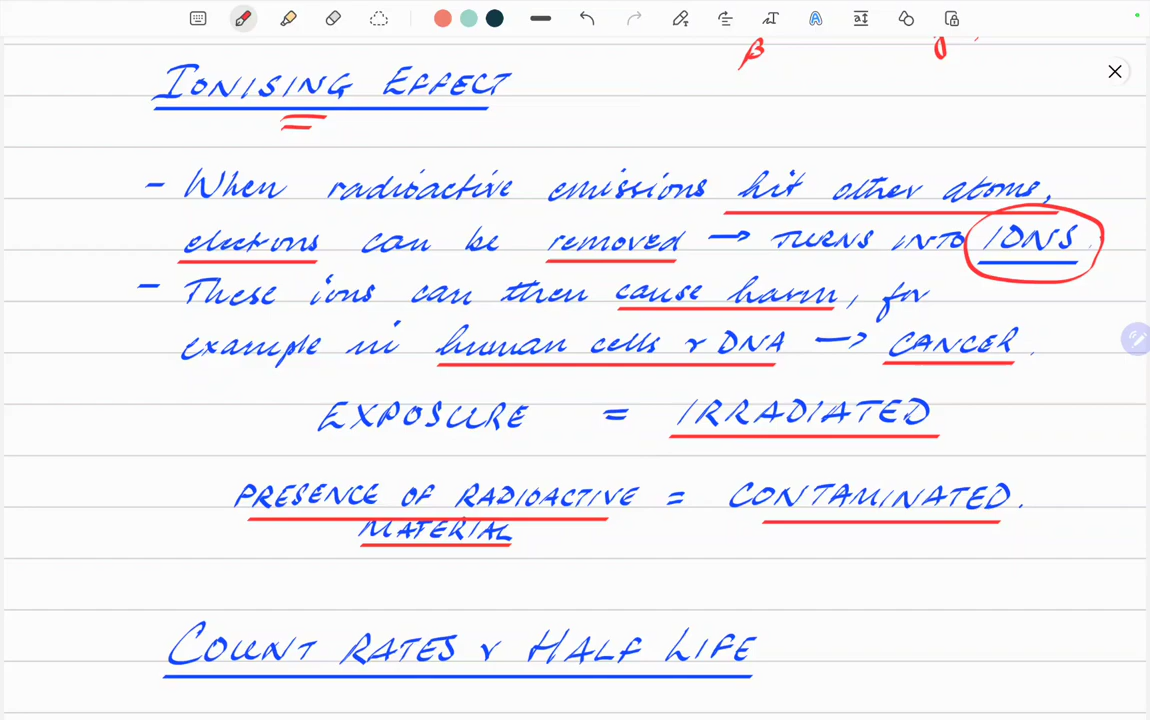 β γ
IONISING EFFECT
- When radioactive emissions hit other atoms,
electrons can be removed → TURNS INTO IONS.
- These ions can then cause harm, for
example in human cells & DNA → CANCER.
EXPOSURE = IRRADIATED
PRESENCE OF RADIOACTIVE = CONTAMINATED.
MATERIAL
COUNT RATES & HALF LIFE